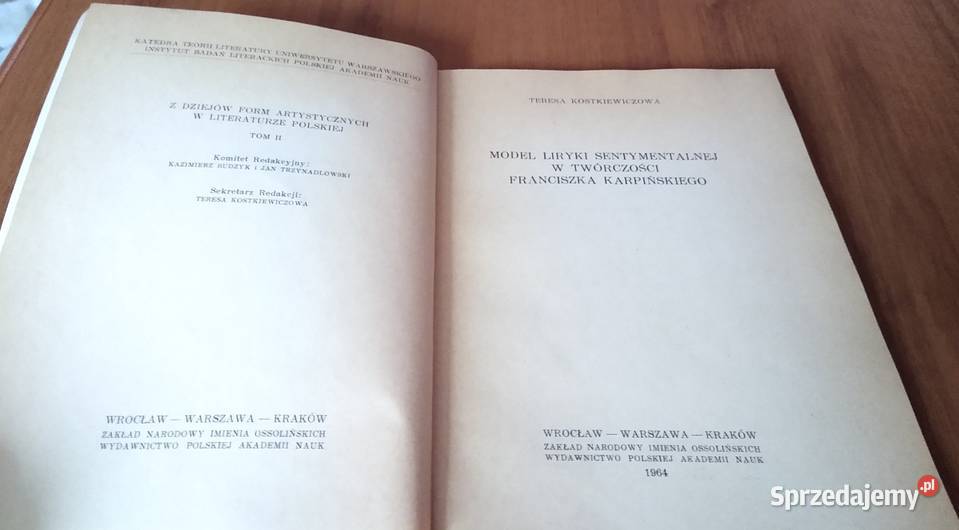 KATEDRA TEORII LITERATURY UNIWERSYTETU WARSZAWSKIEGO
INSTYTUT BADAŃ LITERACKICH POLSKIEJ AKADEMII NAUK
Z DZIEJÓW FORM ARTYSTYCZNYCH
W LITERATURZE POLSKIEJ
TOM II
Komitet Redakcyjny:
KAZIMIERZ BUDZYK i JAN TRZYNADLOWSKI
Sekretarz Redakcji:
TERESA KOSTKIEWICZOWA
WROCŁAW — WARSZAWA — KRAKÓW
ZAKŁAD NARODOWY IMIENIA OSSOLIŃSKICH
WYDAWNICTWO POLSKIEJ AKADEMII NAUK
TERESA KOSTKIEWICZOWA
MODEL LIRYKI SENTYMENTALNEJ
W TWÓRCZOŚCI
FRANCISZKA KARPIŃSKIEGO
WROCŁAW — WARSZAWA — KRAKÓW
ZAKŁAD NARODOWY IMIENIA OSSOLIŃSKICH
WYDAWNICTWO POLSKIEJ AKADEMII NAUK
1964
Sprzedajemy.pl